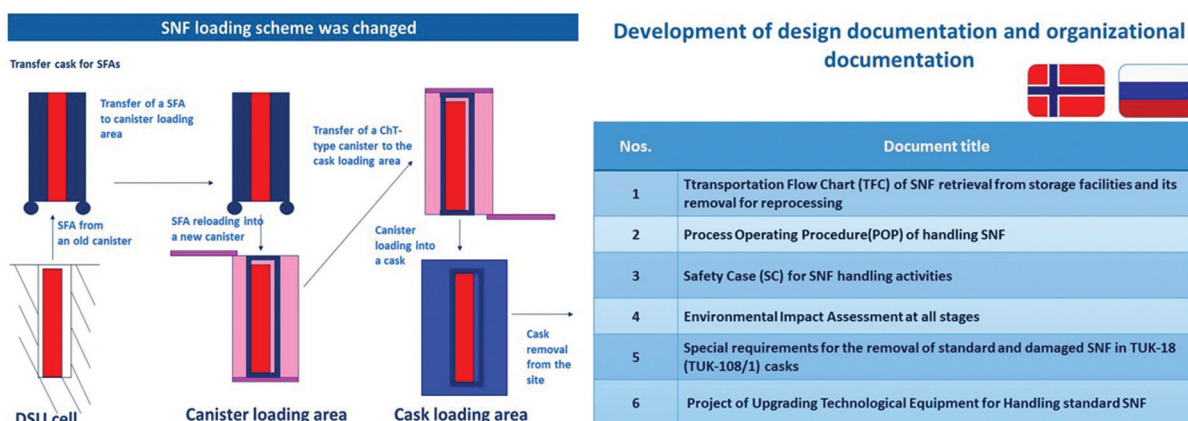 SNF loading scheme was changed
Transfer cask for SFAs
Transfer of a SFA
to canister loading
area
Transfer of a ChT-
type canister to the
cask loading area
SFA from
an old canister
SFA reloading into
a new canister
Canister
loading into
a cask
Cask
removal
from the
site
DSU cell
Canister loading area
Cask loading area
Development of design documentation and organizational
documentation
Nos.
Document title
1
Ttransportation Flow Chart (TFC) of SNF retrieval from storage facilities and its
removal for reprocessing
2
Process Operating Procedure(POP) of handling SNF
3
Safety Case (SC) for SNF handling activities
4
Environmental Impact Assessment at all stages
5
Special requirements for the removal of standard and damaged SNF in TUK-18
(TUK-108/1) casks
6
Project of Upgrading Technological Equipment for Handling standard SNF